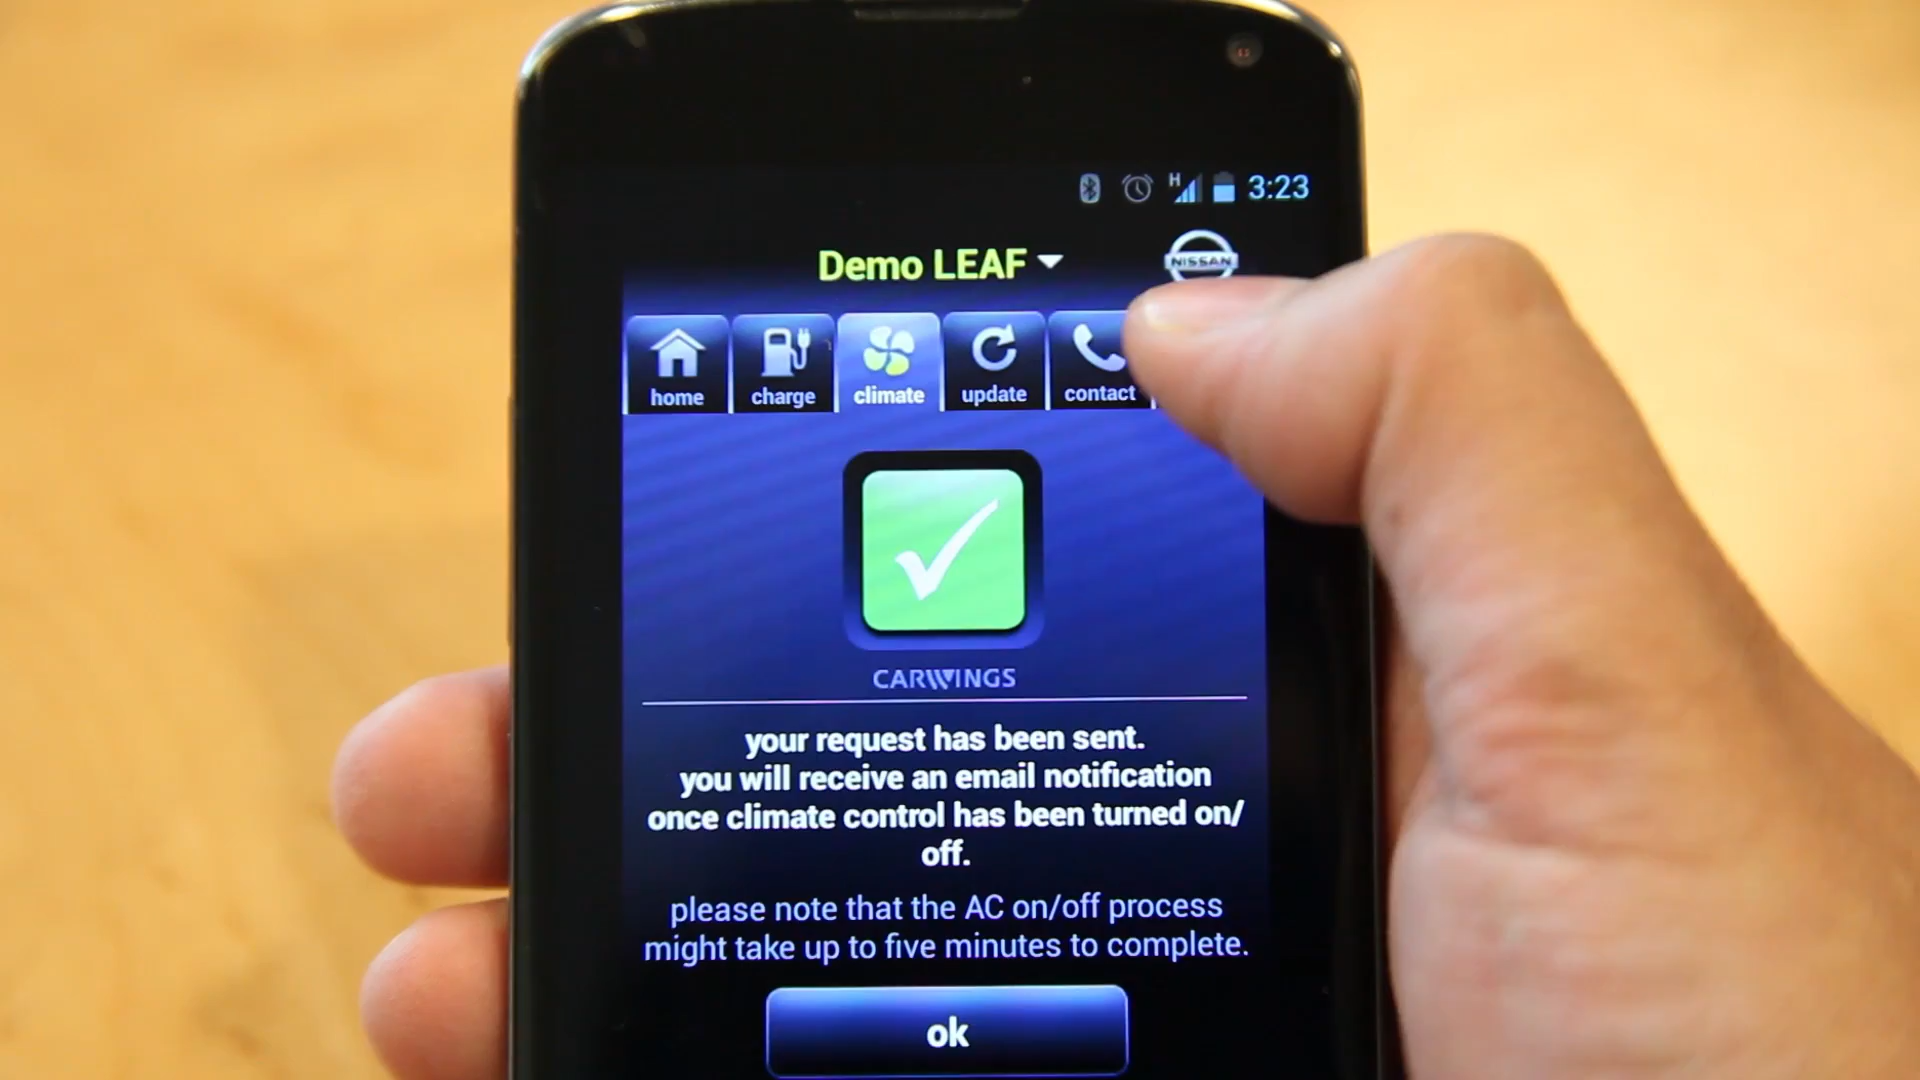 H 3:23
Demo LEAF
NISSAN
home charge climate update contact
CARWINGS
your request has been sent.
you will receive an email notification
once climate control has been turned on/
off.
please note that the AC on/off process
might take up to five minutes to complete.
ok